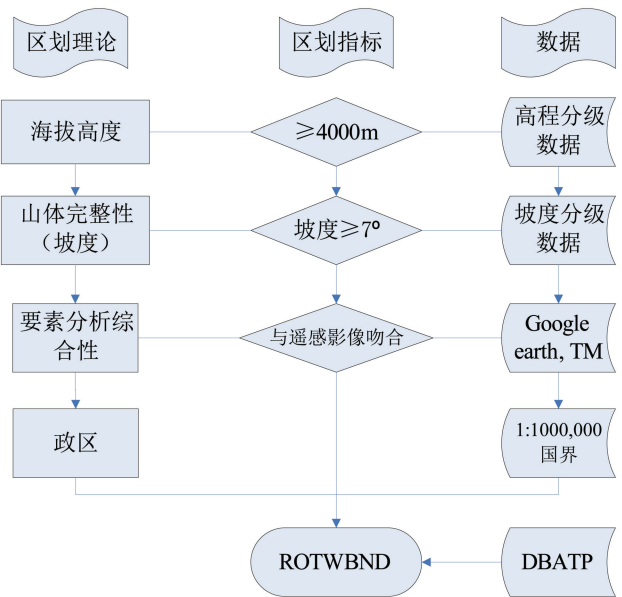 区划理论
区划指标
数据
海拔高度
≥4000m
高程分级
数据
山体完整性
（坡度）
坡度≥7°
坡度分级
数据
要素分析综
合性
与遥感影像吻合
Google
earth, TM
政区
1:1000,000
国界
ROTWBND
DBATP